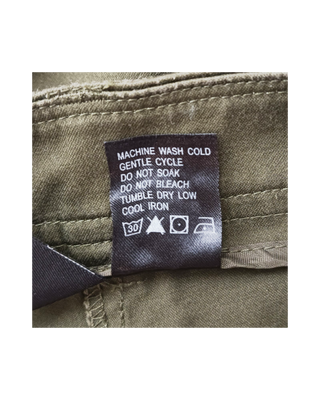 MACHINE WASH COLD
GENTLE CYCLE
DO NOT SOAK
DO NOT BLEACH
TUMBLE DRY LOW
COOL IRON
30